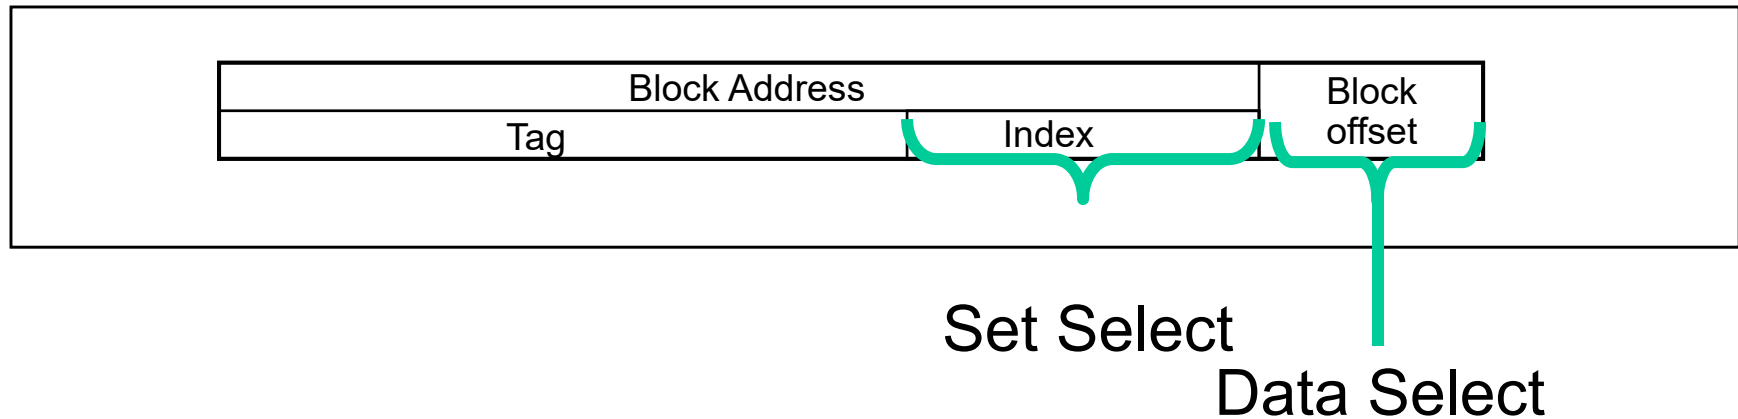 Block Address
Block
offset
Tag
Index
Set Select
Data Select